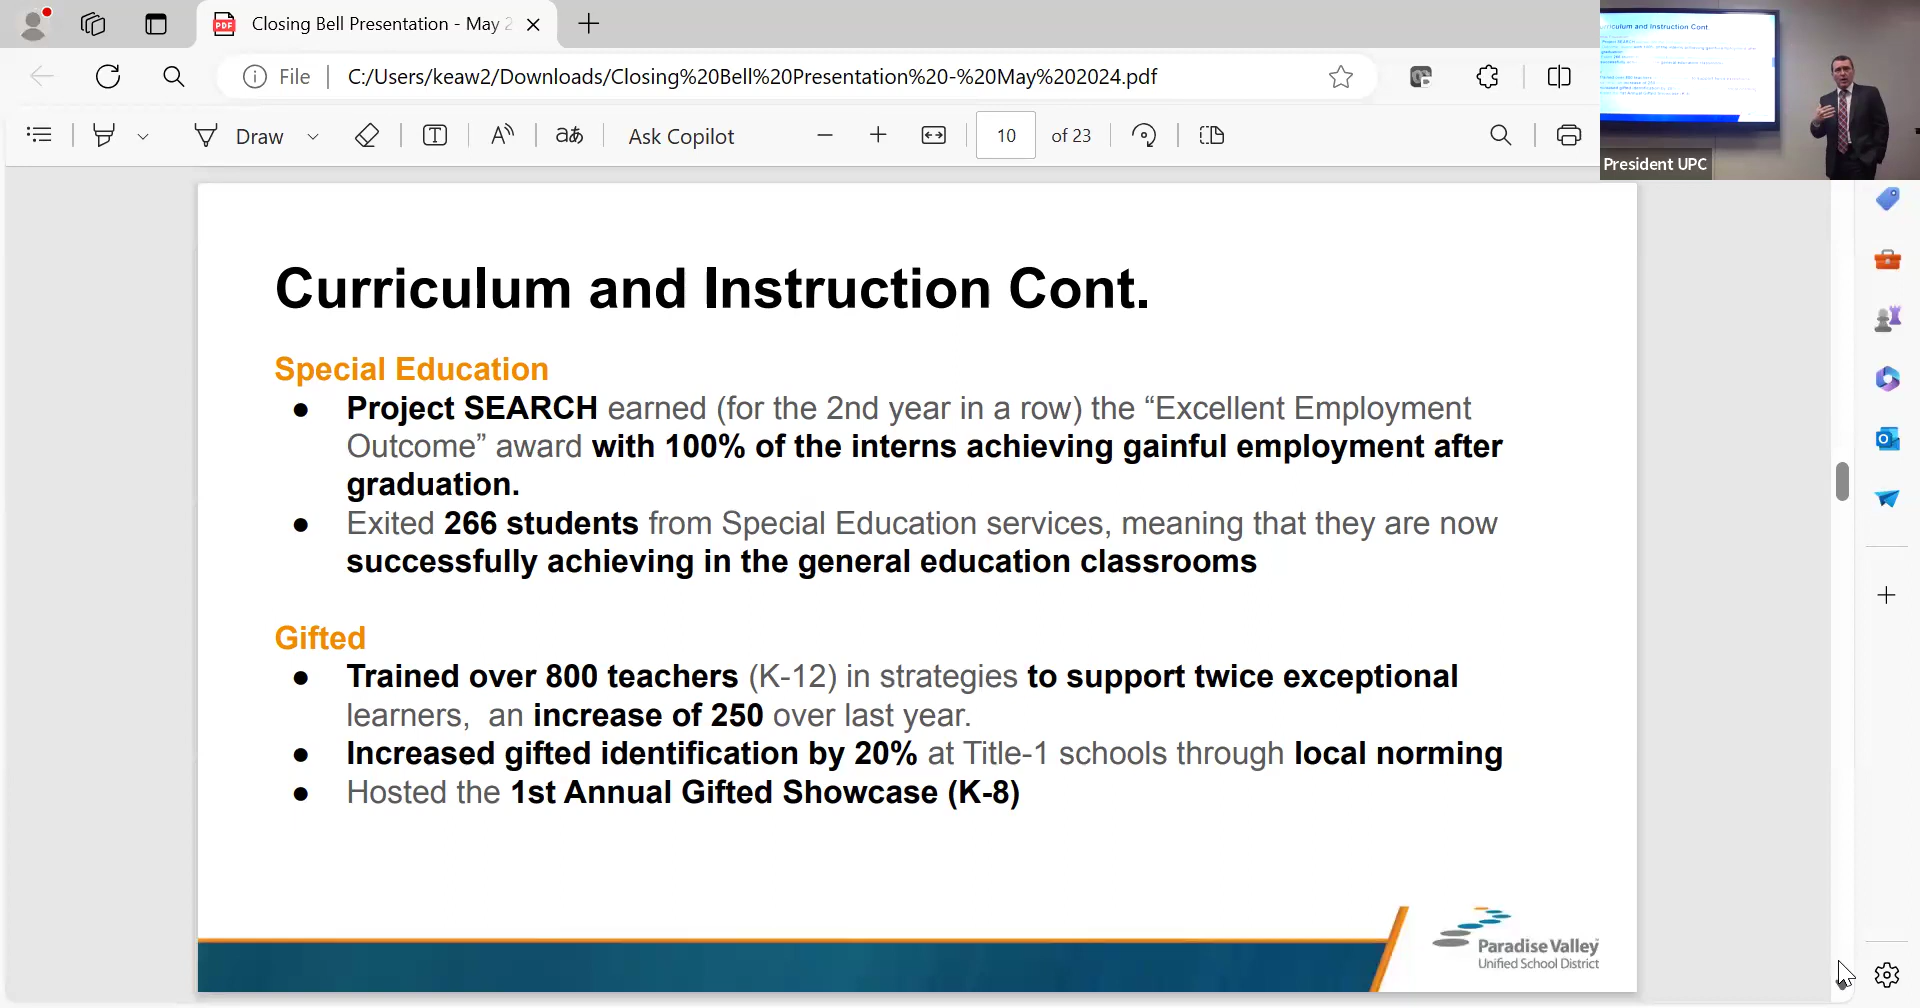 Closing Bell Presentation - May 2
File
C:/Users/keaw2/Downloads/Closing%20Bell%20Presentation%20-%20May%202024.pdf
Draw
Ask Copilot
10 of 23
Curriculum and Instruction Cont.
President UPC
Curriculum and Instruction Cont.
Special Education
● Project SEARCH earned (for the 2nd year in a row) the “Excellent Employment
Outcome” award with 100% of the interns achieving gainful employment after
graduation.
● Exited 266 students from Special Education services, meaning that they are now
successfully achieving in the general education classrooms
Gifted
● Trained over 800 teachers (K-12) in strategies to support twice exceptional
learners,  an increase of 250 over last year.
● Increased gifted identification by 20% at Title-1 schools through local norming
● Hosted the 1st Annual Gifted Showcase (K-8)
Paradise Valley
Unified School District